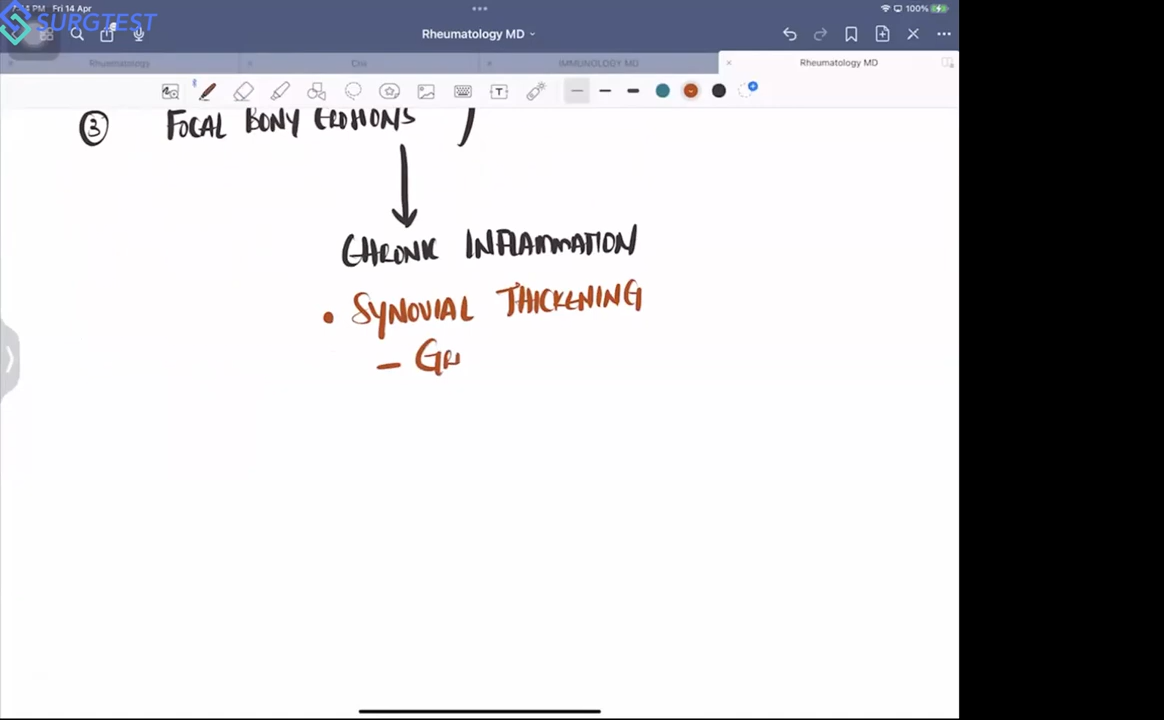 Fri 14 Apr
100%
SURGTEST
Rheumatology MD
Rhuematology
IMMUNOLOGY MD
Rheumatology MD
T
③ FOCAL BONY EROSIONS )
CHRONIC INFLAMMATION
• SYNOVIAL THICKENING
– GR